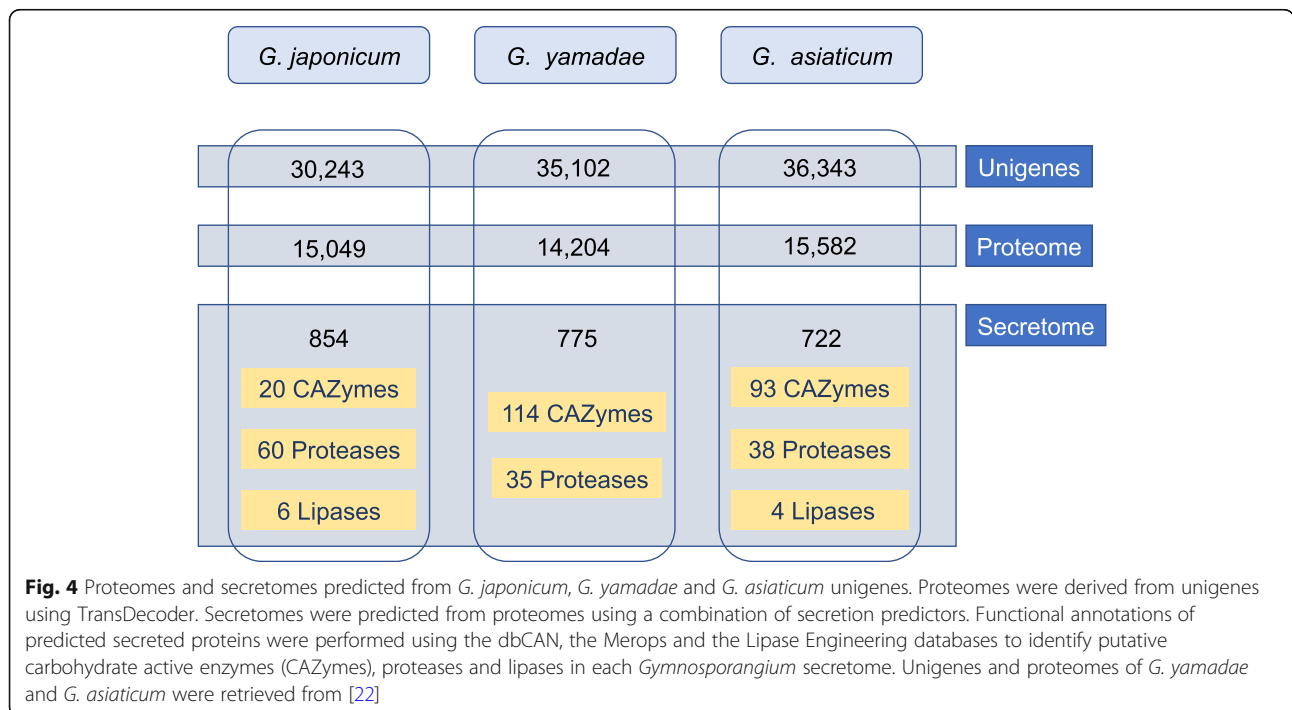 G. japonicum G. yamadae G. asiaticum
30,243 35,102 36,343 Unigenes
15,049 14,204 15,582 Proteome
Secretome
854 775 722
20 CAZymes 93 CAZymes
114 CAZymes
60 Proteases 38 Proteases
35 Proteases
6 Lipases 4 Lipases
Fig. 4 Proteomes and secretomes predicted from G. japonicum, G. yamadae and G. asiaticum unigenes. Proteomes were derived from unigenes
using TransDecoder. Secretomes were predicted from proteomes using a combination of secretion predictors. Functional annotations of
predicted secreted proteins were performed using the dbCAN, the Merops and the Lipase Engineering databases to identify putative
carbohydrate active enzymes (CAZymes), proteases and lipases in each Gymnosporangium secretome. Unigenes and proteomes of G. yamadae
and G. asiaticum were retrieved from [22]